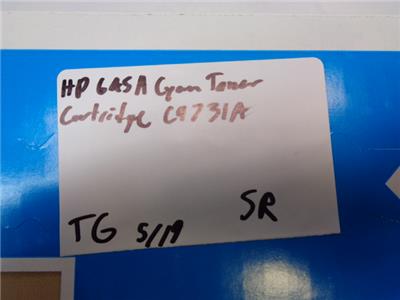 HP 645A Cyan Toner
Cartridge C9731A
TG 5/19 SR